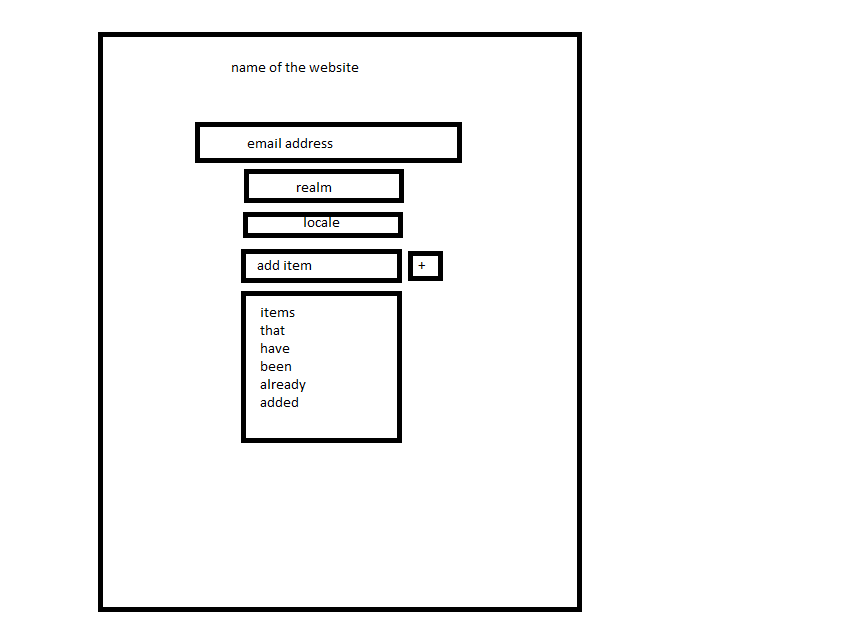 name of the website
email address
realm
locale
add item
+
items
that
have
been
already
added